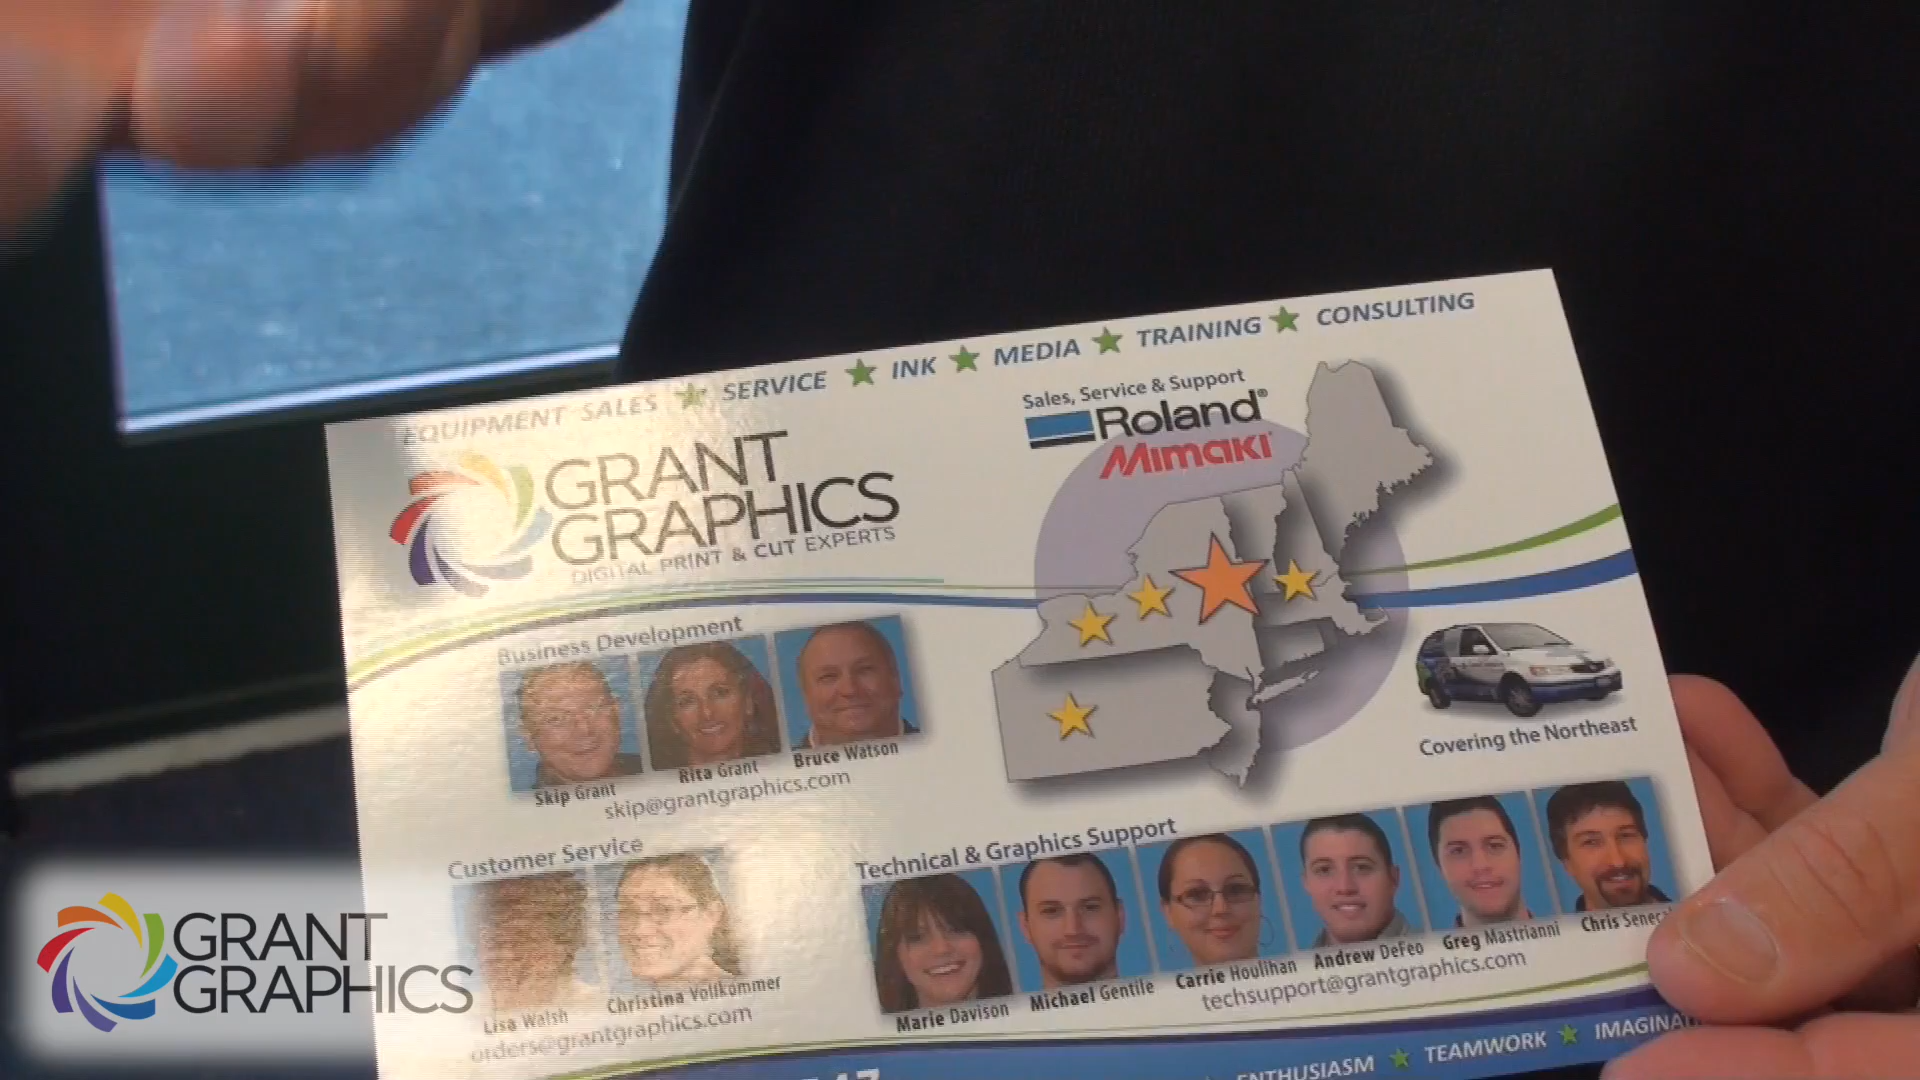 EQUIPMENT SALES ★ SERVICE ★ INK ★ MEDIA ★ TRAINING ★ CONSULTING
GRANT
GRAPHICS
DIGITAL PRINT & CUT EXPERTS
Sales, Service & Support
Roland®
Mimaki
Covering the Northeast
Business Development
Skip Grant
Rita Grant
Bruce Watson
skip@grantgraphics.com
Customer Service
Lisa Walsh
Christina Vollkommer
orders@grantgraphics.com
Technical & Graphics Support
Marie Davison
Michael Gentile
Carrie Houlihan
Andrew DeFeo
Greg Mastrianni
Chris
techsupport@grantgraphics.com
ENTHUSIASM ★ TEAMWORK ★
GRANT
GRAPHICS